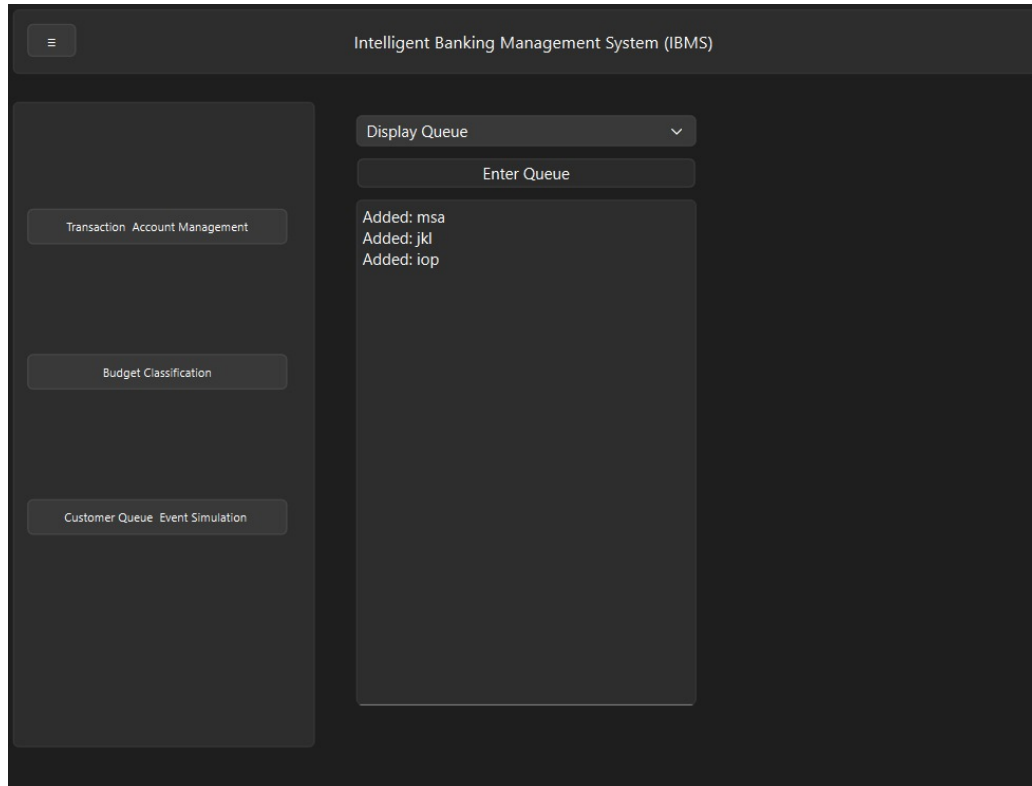 ☰
Intelligent Banking Management System (IBMS)
Transaction  Account Management
Budget Classification
Customer Queue  Event Simulation
Display Queue
Enter Queue
Added: msa
Added: jkl
Added: iop